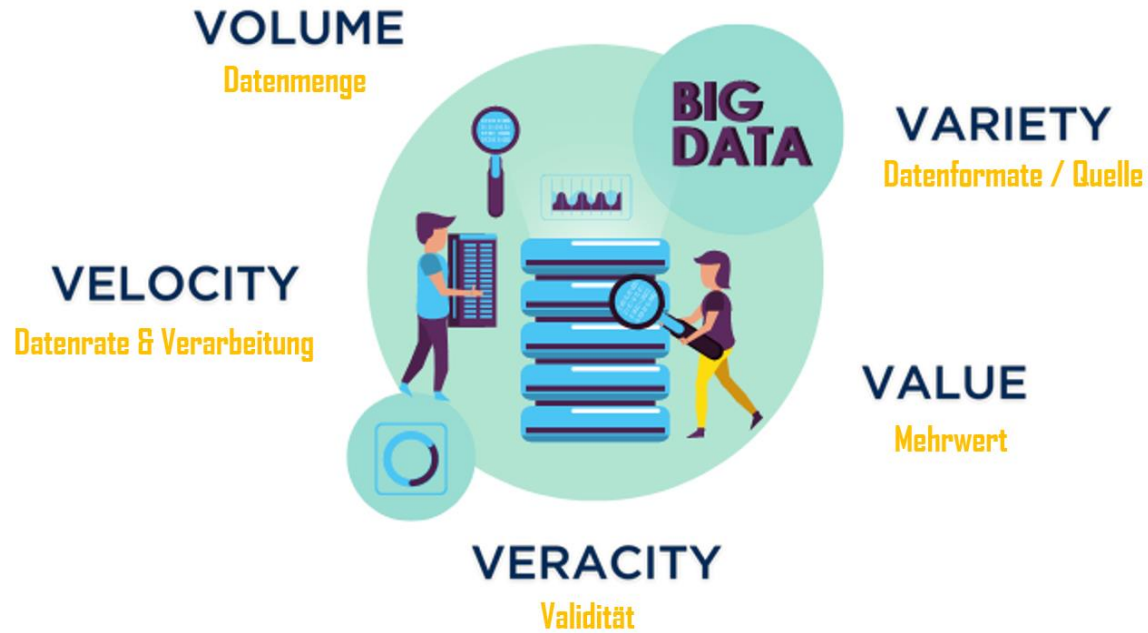 VOLUME
Datenmenge
BIG
DATA
VARIETY
Datenformate / Quelle
VELOCITY
Datenrate & Verarbeitung
VALUE
Mehrwert
VERACITY
Validität